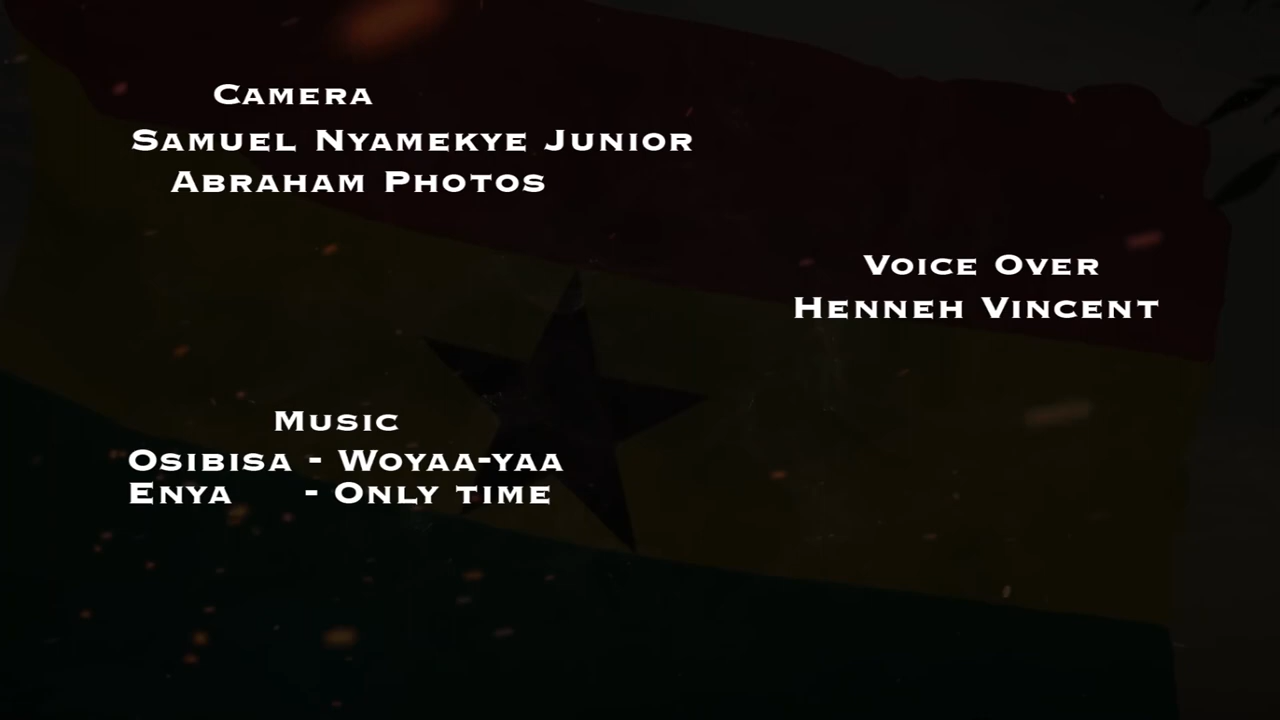 Camera
Samuel Nyamekye Junior
Abraham Photos
Voice Over
Henneh Vincent
Music
Osibisa - Woyaa-yaa
Enya - Only time